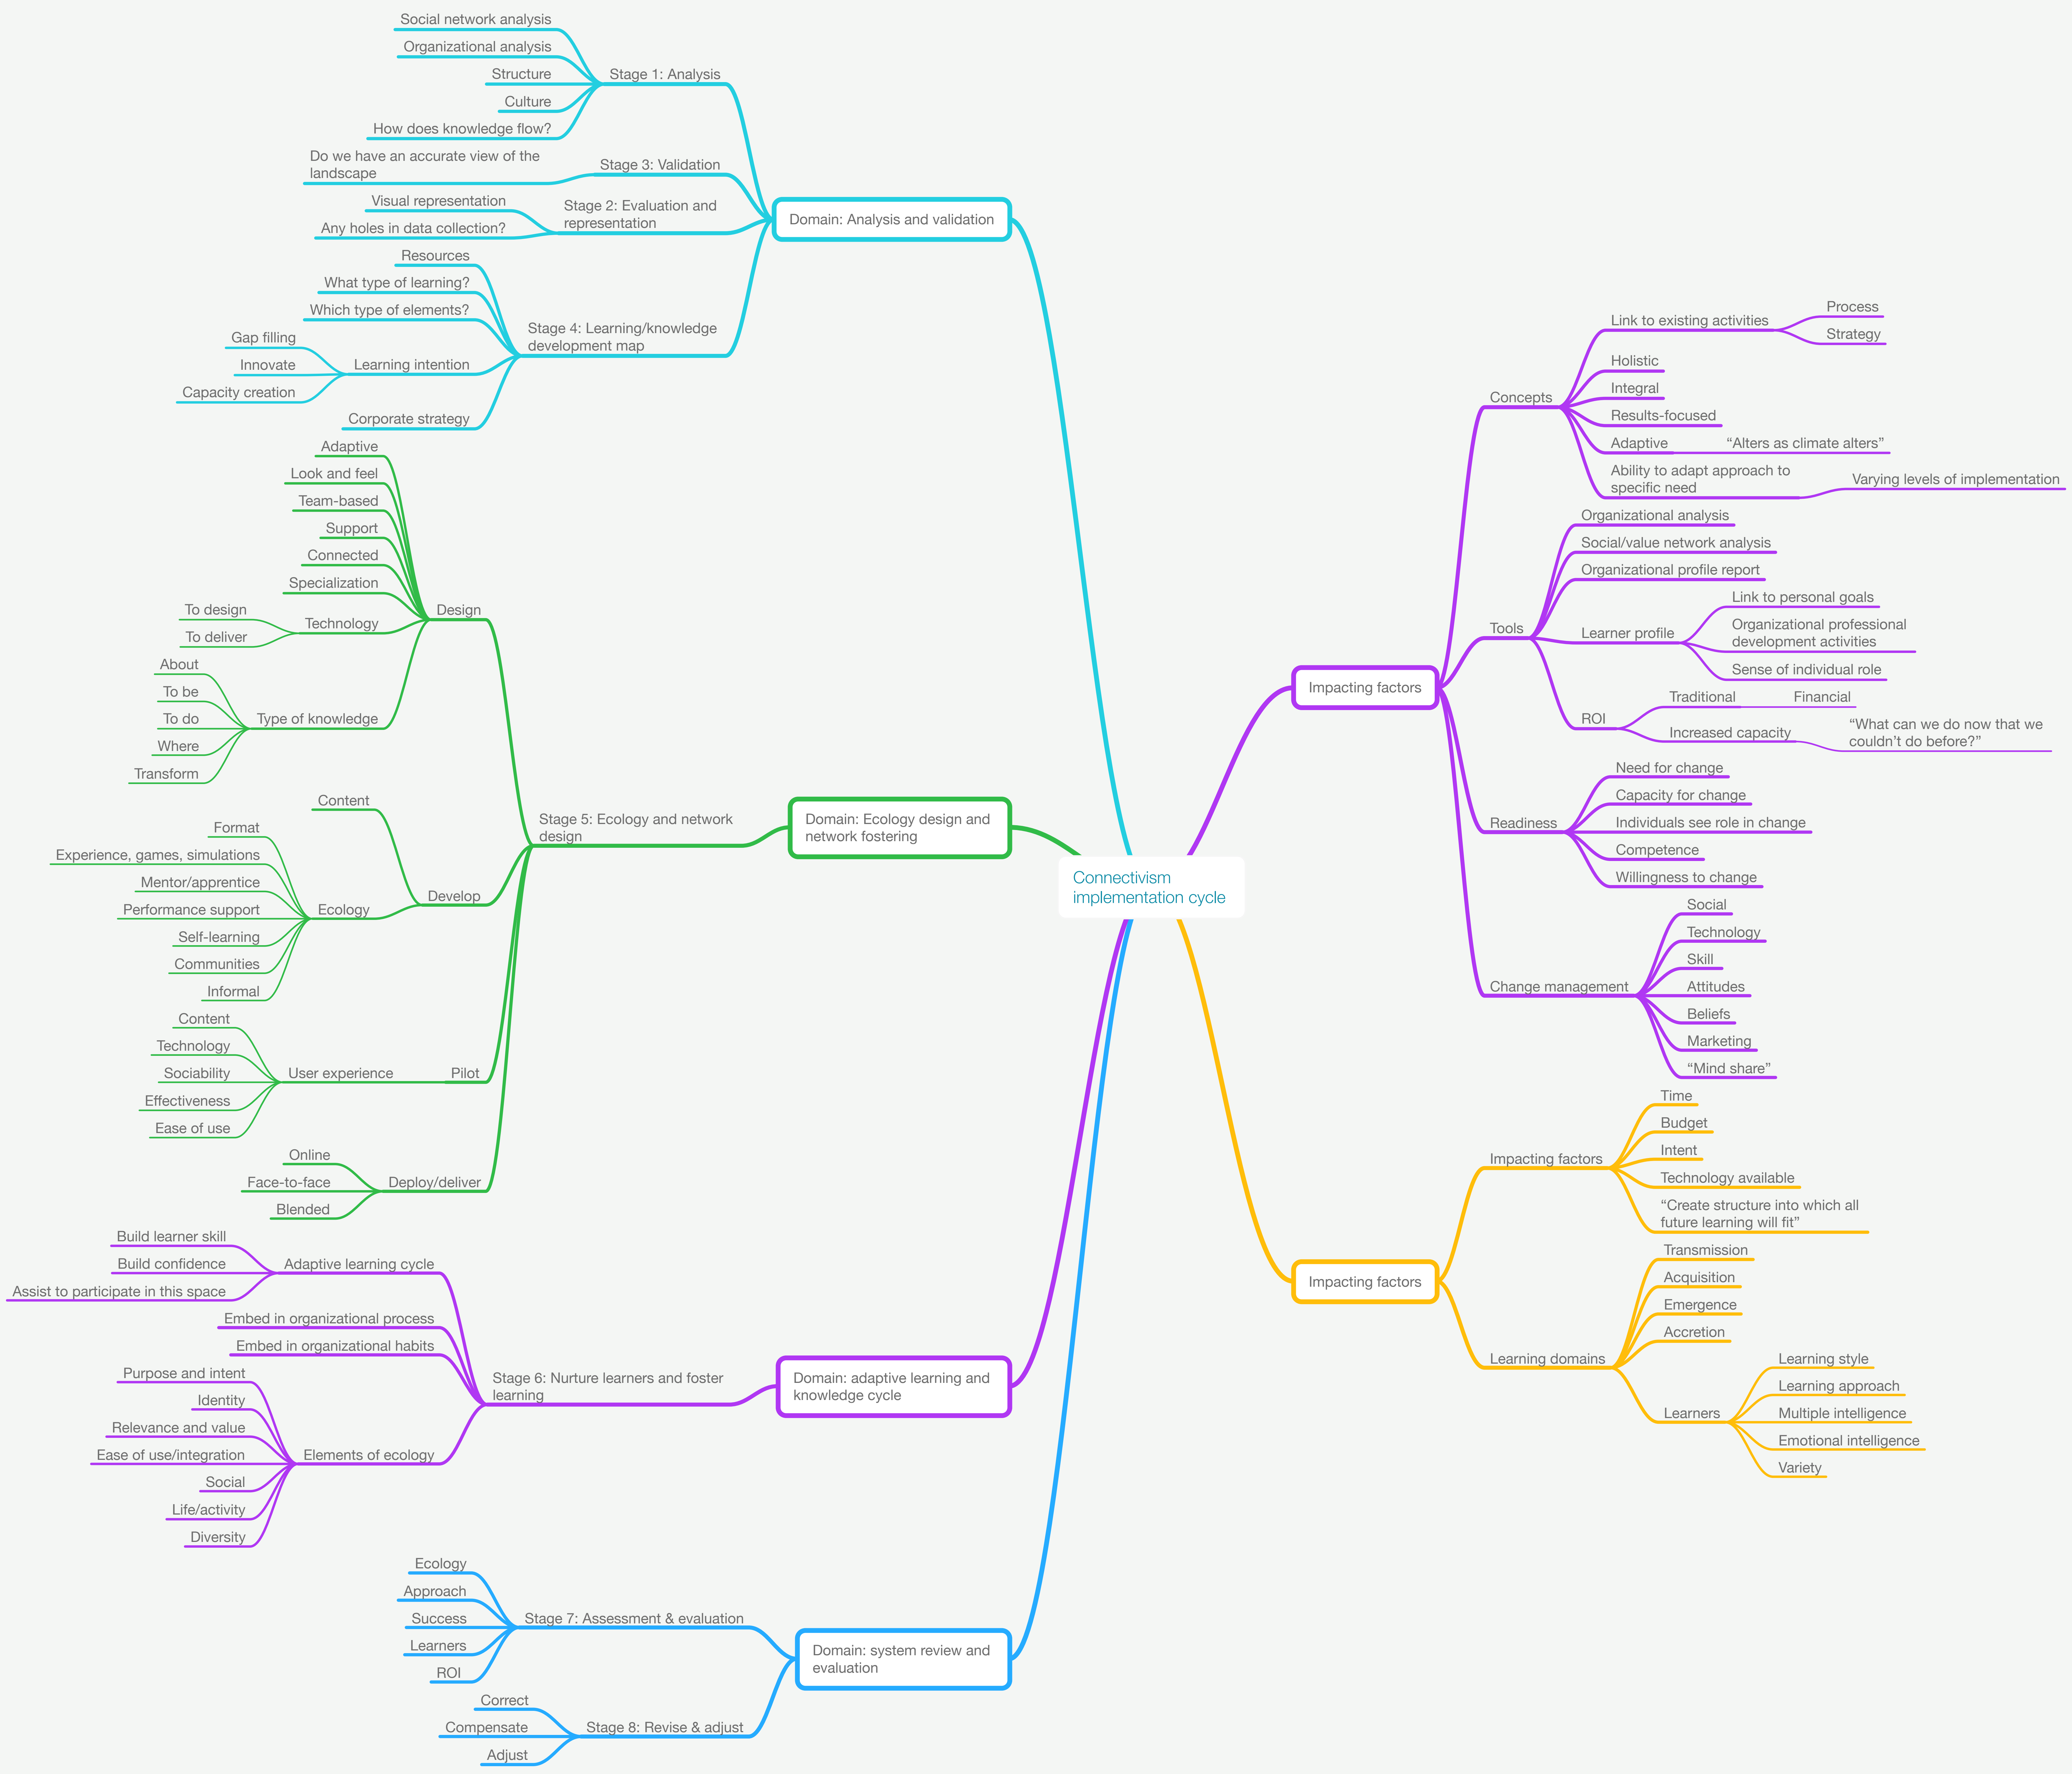 Connectivism
implementation cycle
Domain: Analysis and validation
Stage 1: Analysis
Social network analysis
Organizational analysis
Structure
Culture
How does knowledge flow?
Stage 3: Validation
Do we have an accurate view of the
landscape
Stage 2: Evaluation and
representation
Visual representation
Any holes in data collection?
Stage 4: Learning/knowledge
development map
Resources
What type of learning?
Which type of elements?
Learning intention
Gap filling
Innovate
Capacity creation
Corporate strategy
Domain: Ecology design and
network fostering
Stage 5: Ecology and network
design
Design
Adaptive
Look and feel
Team-based
Support
Connected
Specialization
Technology
To design
To deliver
Type of knowledge
About
To be
To do
Where
Transform
Develop
Content
Ecology
Format
Experience, games, simulations
Mentor/apprentice
Performance support
Self-learning
Communities
Informal
Pilot
User experience
Content
Technology
Sociability
Effectiveness
Ease of use
Deploy/deliver
Online
Face-to-face
Blended
Domain: adaptive learning and
knowledge cycle
Stage 6: Nurture learners and foster
learning
Adaptive learning cycle
Build learner skill
Build confidence
Assist to participate in this space
Embed in organizational process
Embed in organizational habits
Elements of ecology
Purpose and intent
Identity
Relevance and value
Ease of use/integration
Social
Life/activity
Diversity
Domain: system review and
evaluation
Stage 7: Assessment & evaluation
Ecology
Approach
Success
Learners
ROI
Stage 8: Revise & adjust
Correct
Compensate
Adjust
Impacting factors
Concepts
Link to existing activities
Process
Strategy
Holistic
Integral
Results-focused
Adaptive
“Alters as climate alters”
Ability to adapt approach to
specific need
Varying levels of implementation
Tools
Organizational analysis
Social/value network analysis
Organizational profile report
Learner profile
Link to personal goals
Organizational professional
development activities
Sense of individual role
ROI
Traditional
Financial
Increased capacity
“What can we do now that we
couldn’t do before?”
Readiness
Need for change
Capacity for change
Individuals see role in change
Competence
Willingness to change
Change management
Social
Technology
Skill
Attitudes
Beliefs
Marketing
“Mind share”
Impacting factors
Impacting factors
Time
Budget
Intent
Technology available
“Create structure into which all
future learning will fit”
Learning domains
Transmission
Acquisition
Emergence
Accretion
Learners
Learning style
Learning approach
Multiple intelligence
Emotional intelligence
Variety